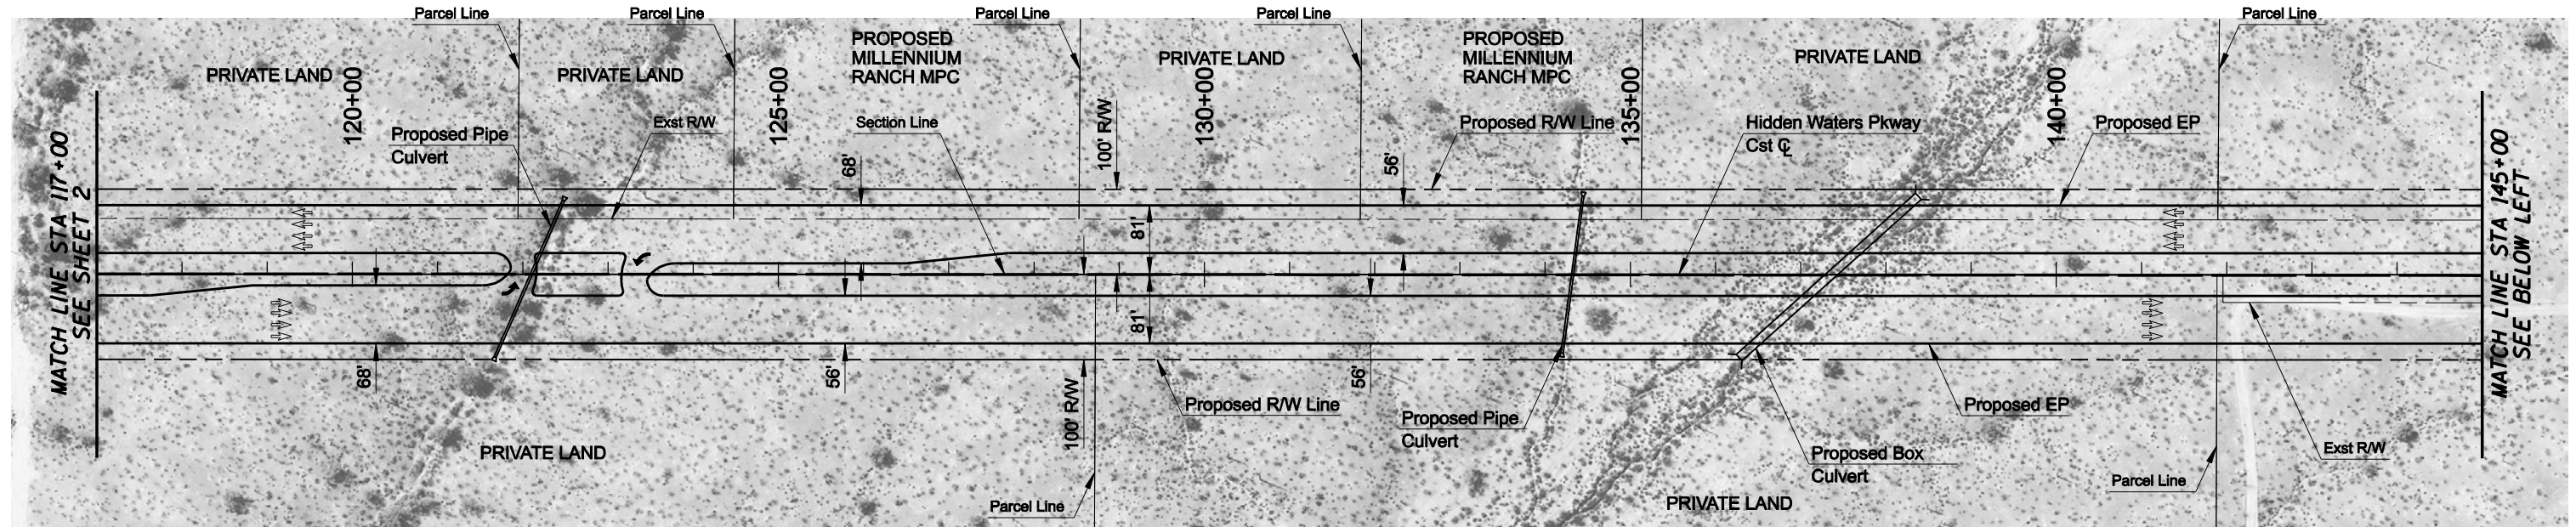 Parcel Line
Parcel Line
Parcel Line
Parcel Line
Parcel Line
PRIVATE LAND
120+00
PRIVATE LAND
125+00
PROPOSED
MILLENNIUM
RANCH MPC
PRIVATE LAND
130+00
PROPOSED
MILLENNIUM
RANCH MPC
135+00
PRIVATE LAND
140+00
MATCH LINE STA 117+00
SEE SHEET 2
Proposed Pipe
Culvert
Exst R/W
68'
Section Line
100' R/W
56'
Proposed R/W Line
Hidden Waters Pkway
Cst ℄
Proposed EP
MATCH LINE STA 145+00
SEE BELOW LEFT
81'
81'
68'
56'
56'
100' R/W
Proposed R/W Line
Proposed Pipe
Culvert
Proposed EP
Proposed Box
Culvert
Exst R/W
PRIVATE LAND
Parcel Line
PRIVATE LAND
Parcel Line